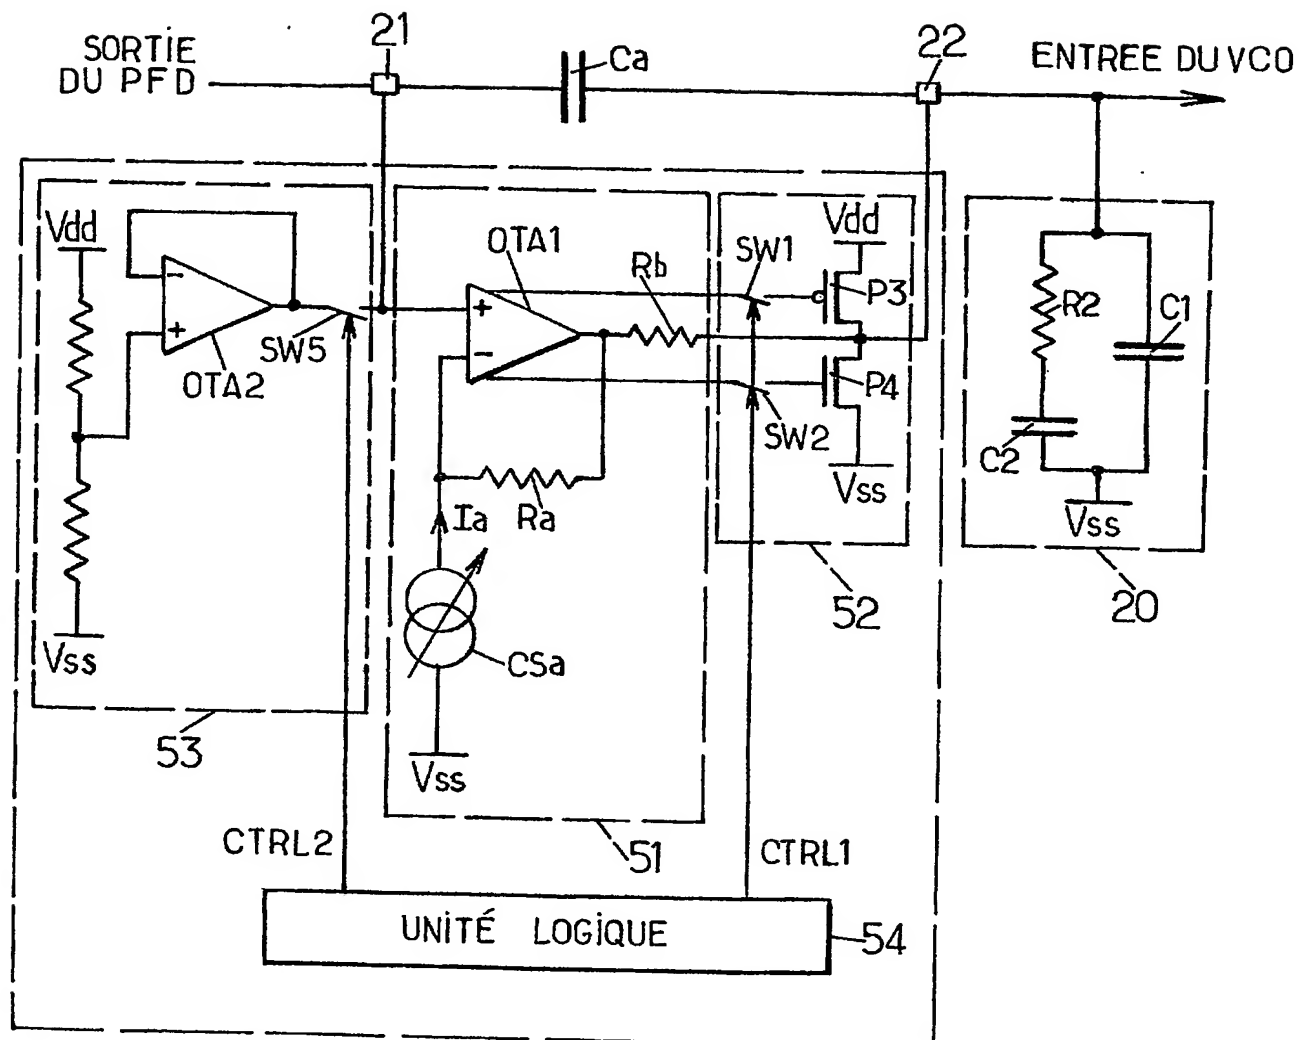 SORTIE
DU PFD
21
Ca
22
ENTREE DU VCO
Vdd
OTA2
SW5
Vss
53
OTA1
Rb
Ia
Ra
CSa
Vss
51
SW1
Vdd
P3
P4
SW2
Vss
52
R2
C1
C2
Vss
20
CTRL2
CTRL1
UNITÉ LOGIQUE
54